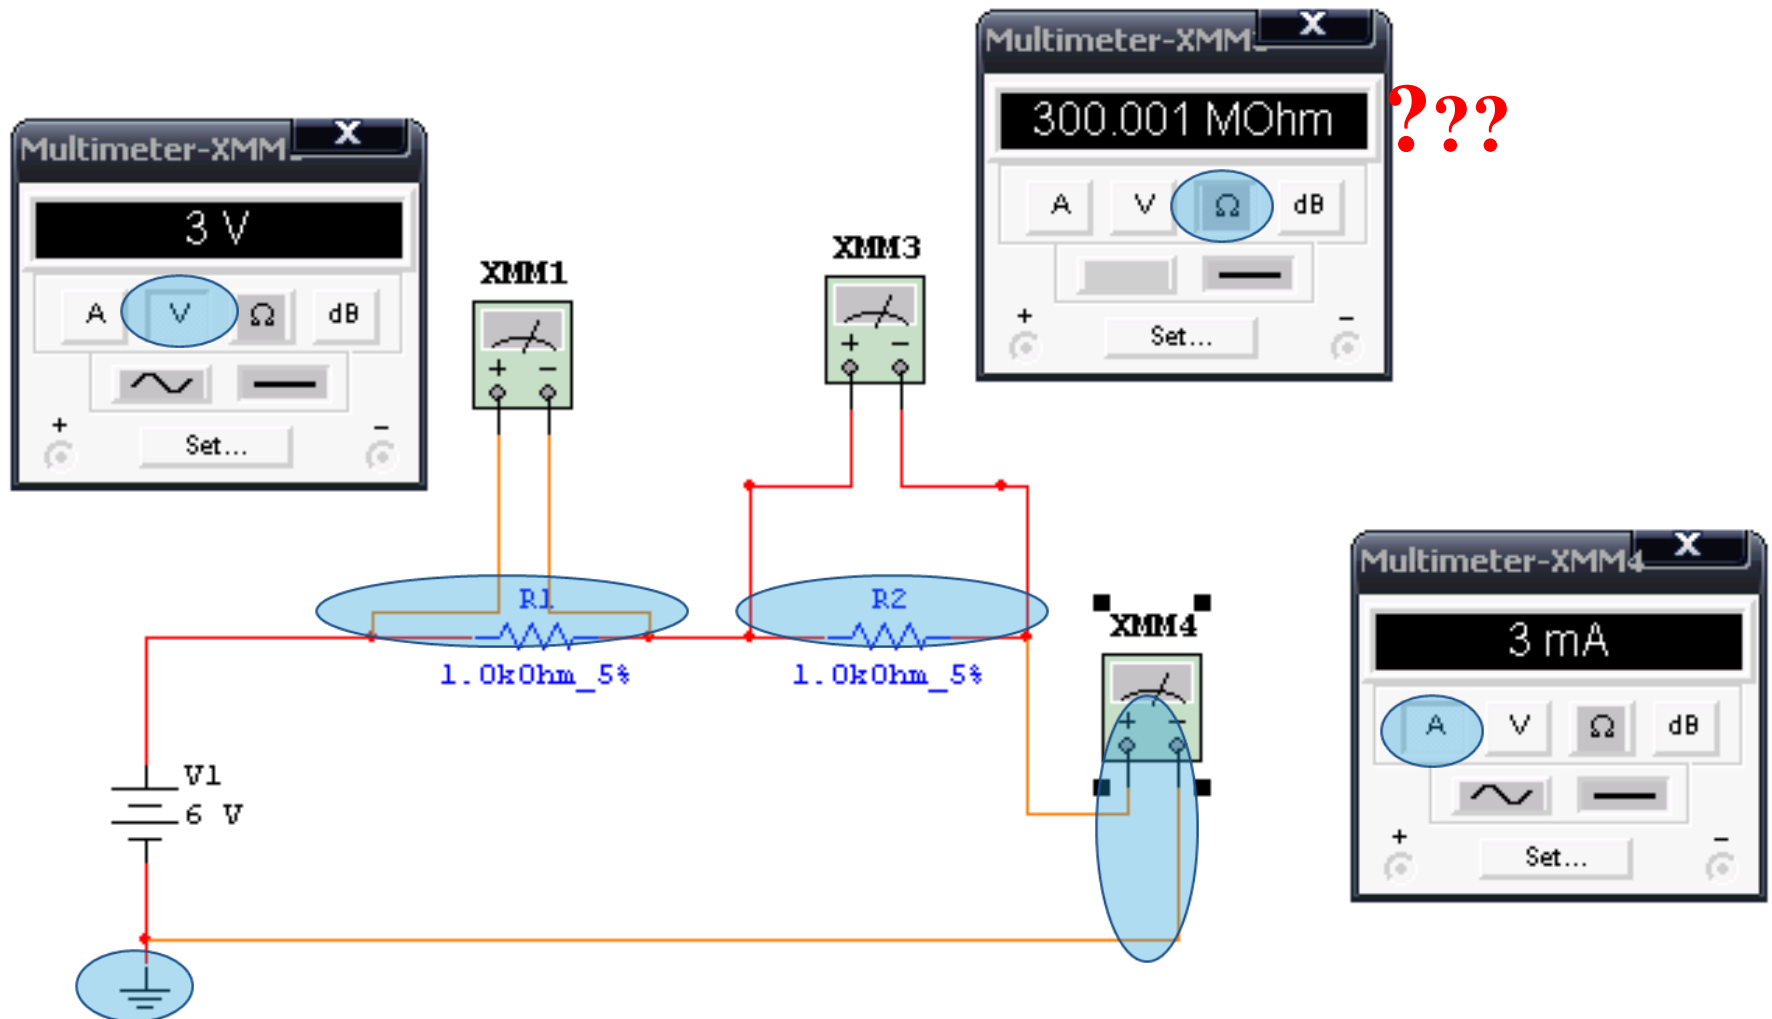 Multimeter-XMM
X
3 V
A V Ω dB
+ Set... −
Multimeter-XMM
X
300.001 MOhm
???
A V Ω dB
+ Set... −
XMM1
+ −
XMM3
+ −
R1
1.0kOhm_5%
R2
1.0kOhm_5%
XMM4
+ −
V1
6 V
Multimeter-XMM4
X
3 mA
A V Ω dB
+ Set... −